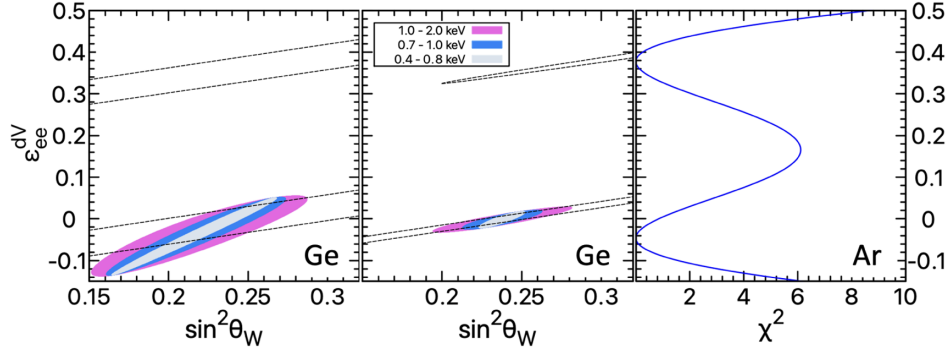 1.0 - 2.0 keV
0.7 - 1.0 keV
0.4 - 0.8 keV
0.5
0.4
0.3
0.2
0.1
0
-0.1
ε_ee^dV
Ge
Ge
Ar
0.5
0.4
0.3
0.2
0.1
0
-0.1
0.15 0.2 0.25 0.3
0.2 0.25 0.3
2 4 6 8 10
sin²θ_W
sin²θ_W
χ²